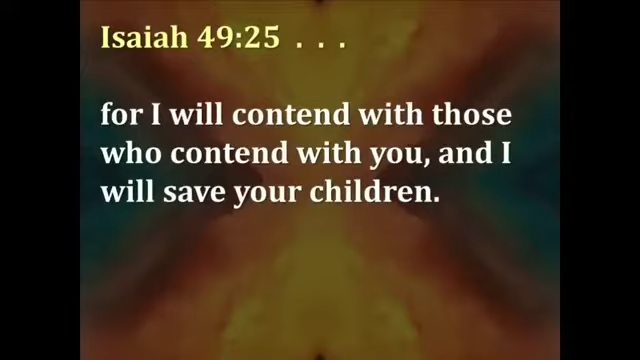 Isaiah 49:25 . . .
for I will contend with those
who contend with you, and I
will save your children.